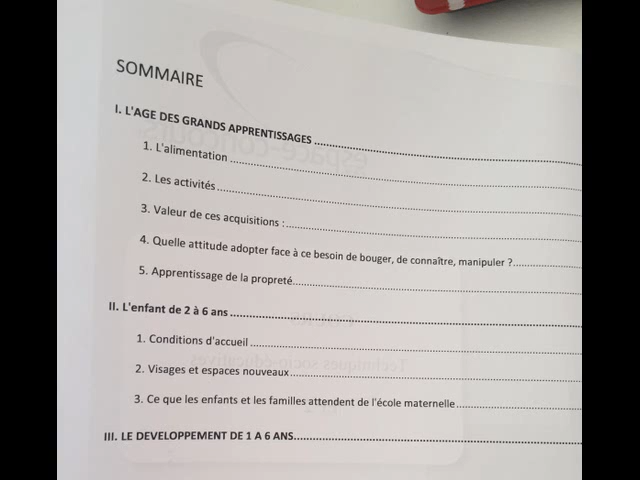 SOMMAIRE
I. L'AGE DES GRANDS APPRENTISSAGES
1. L'alimentation
2. Les activités
3. Valeur de ces acquisitions :
4. Quelle attitude adopter face à ce besoin de bouger, de connaître, manipuler ?
5. Apprentissage de la propreté
II. L'enfant de 2 à 6 ans
1. Conditions d'accueil
2. Visages et espaces nouveaux
3. Ce que les enfants et les familles attendent de l'école maternelle
III. LE DEVELOPPEMENT DE 1 A 6 ANS